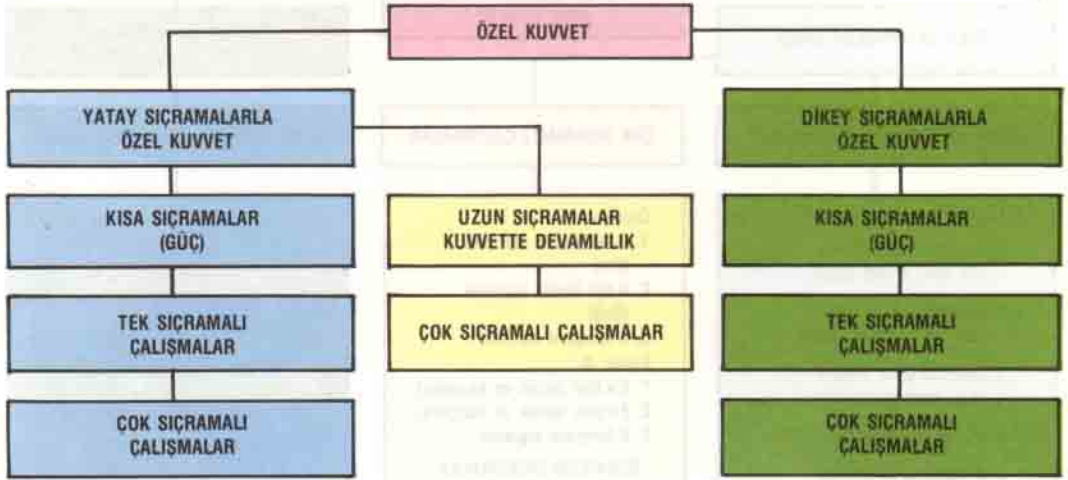 ÖZEL KUVVET
YATAY SIÇRAMALARLA
ÖZEL KUVVET
DİKEY SIÇRAMALARLA
ÖZEL KUVVET
KISA SIÇRAMALAR
(GÜÇ)
UZUN SIÇRAMALAR
KUVVETTE DEVAMLILIK
KISA SIÇRAMALAR
(GÜÇ)
TEK SIÇRAMALI
ÇALIŞMALAR
ÇOK SIÇRAMALI ÇALIŞMALAR
TEK SIÇRAMALI
ÇALIŞMALAR
ÇOK SIÇRAMALI
ÇALIŞMALAR
ÇOK SIÇRAMALI
ÇALIŞMALAR